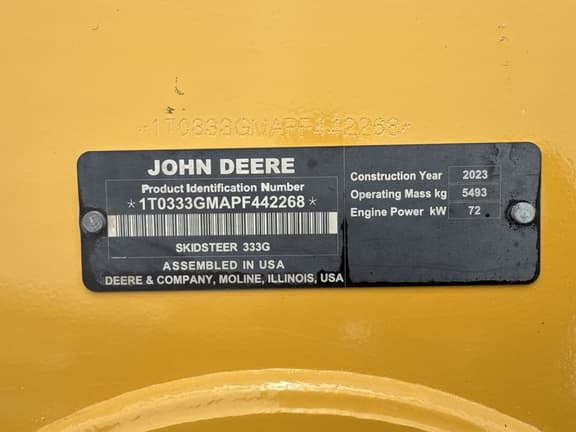 *1T0333GMAPF442268*
JOHN DEERE
Product Identification Number
*1T0333GMAPF442268*
SKIDSTEER 333G
ASSEMBLED IN USA
DEERE & COMPANY, MOLINE, ILLINOIS, USA
Construction Year 2023
Operating Mass kg 5493
Engine Power kW 72